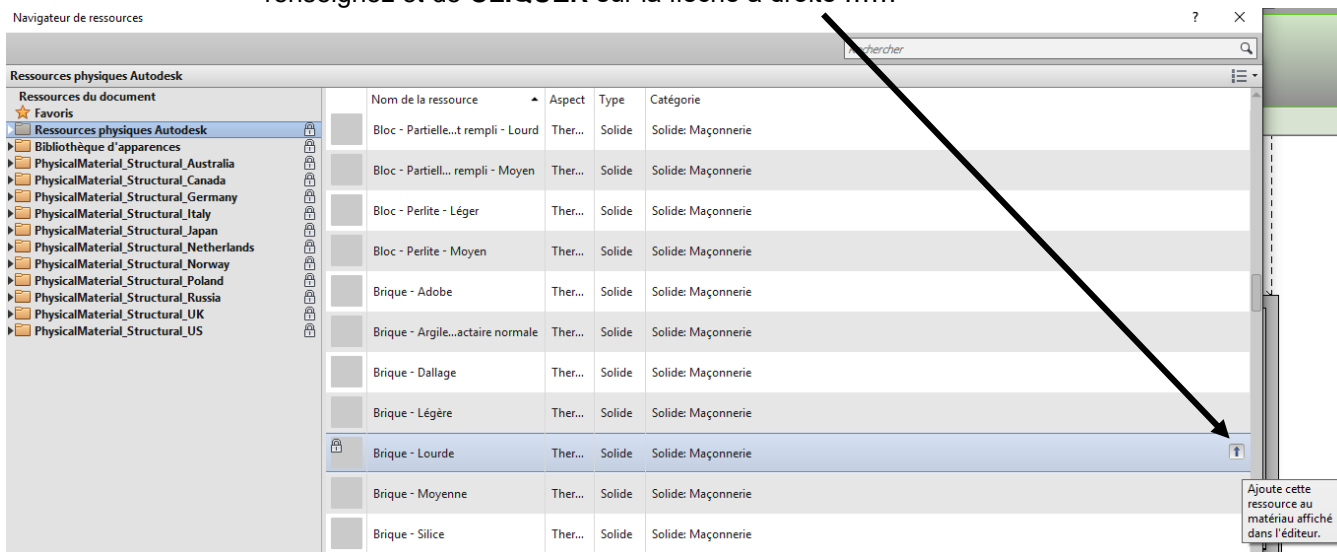 renseignez et de CLIQUER sur la flèche à droite ......
Navigateur de ressources ? ×
Rechercher
Ressources physiques Autodesk
Ressources du document
Favoris
Ressources physiques Autodesk
Bibliothèque d'apparences
PhysicalMaterial_Structural_Australia
PhysicalMaterial_Structural_Canada
PhysicalMaterial_Structural_Germany
PhysicalMaterial_Structural_Italy
PhysicalMaterial_Structural_Japan
PhysicalMaterial_Structural_Netherlands
PhysicalMaterial_Structural_Norway
PhysicalMaterial_Structural_Poland
PhysicalMaterial_Structural_Russia
PhysicalMaterial_Structural_UK
PhysicalMaterial_Structural_US
Nom de la ressource Aspect Type Catégorie
Bloc - Partielle...t rempli - Lourd Ther... Solide Solide: Maçonnerie
Bloc - Partiell... rempli - Moyen Ther... Solide Solide: Maçonnerie
Bloc - Perlite - Léger Ther... Solide Solide: Maçonnerie
Bloc - Perlite - Moyen Ther... Solide Solide: Maçonnerie
Brique - Adobe Ther... Solide Solide: Maçonnerie
Brique - Argile...actaire normale Ther... Solide Solide: Maçonnerie
Brique - Dallage Ther... Solide Solide: Maçonnerie
Brique - Légère Ther... Solide Solide: Maçonnerie
Brique - Lourde Ther... Solide Solide: Maçonnerie
Brique - Moyenne Ther... Solide Solide: Maçonnerie
Brique - Silice Ther... Solide Solide: Maçonnerie
Ajoute cette
ressource au
matériau affiché
dans l'éditeur.